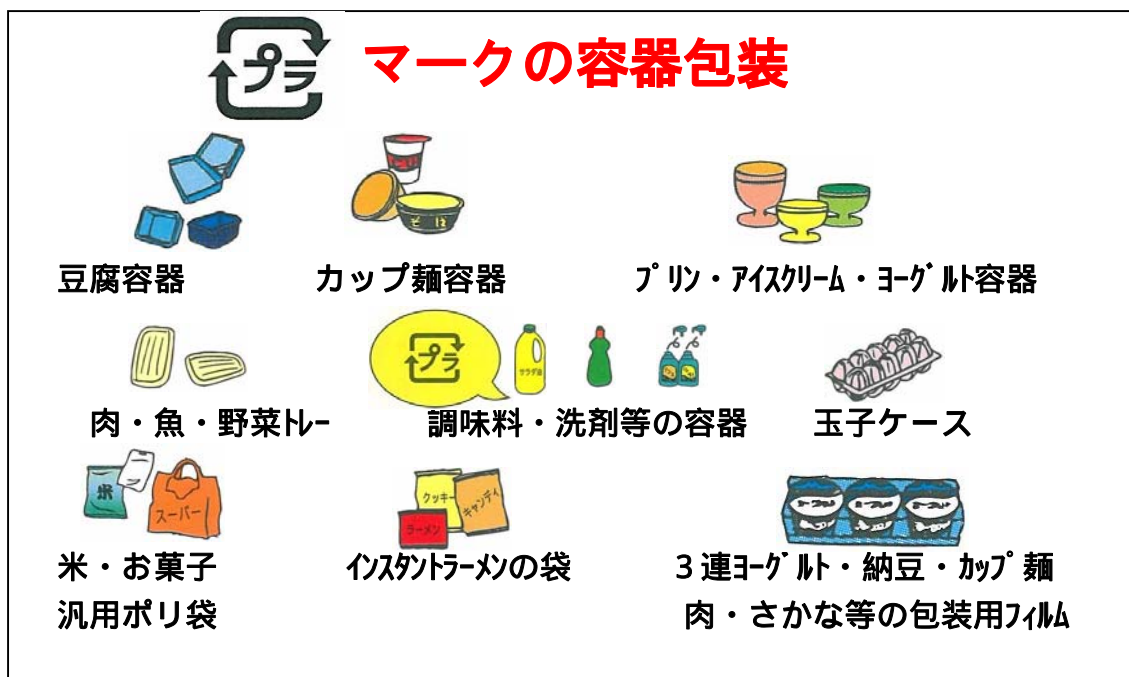 プラ マークの容器包装
そば
豆腐容器
カップ麺容器
プリン・アイスクリーム・ヨーグルト容器
プラ
サラダ油
肉・魚・野菜トレー
調味料・洗剤等の容器
玉子ケース
米
スーパー
クッキー
キャンディ
ラーメン
米・お菓子
汎用ポリ袋
インスタントラーメンの袋
3連ヨーグルト・納豆・カップ麺
肉・さかな等の包装用フィルム